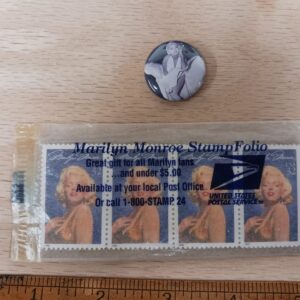 Marilyn Monroe StampFolio
Great gift for all Marilyn fans
...and under $5.00
Available at your local Post Office
Or call 1-800-STAMP 24
UNITED STATES
POSTAL SERVICE